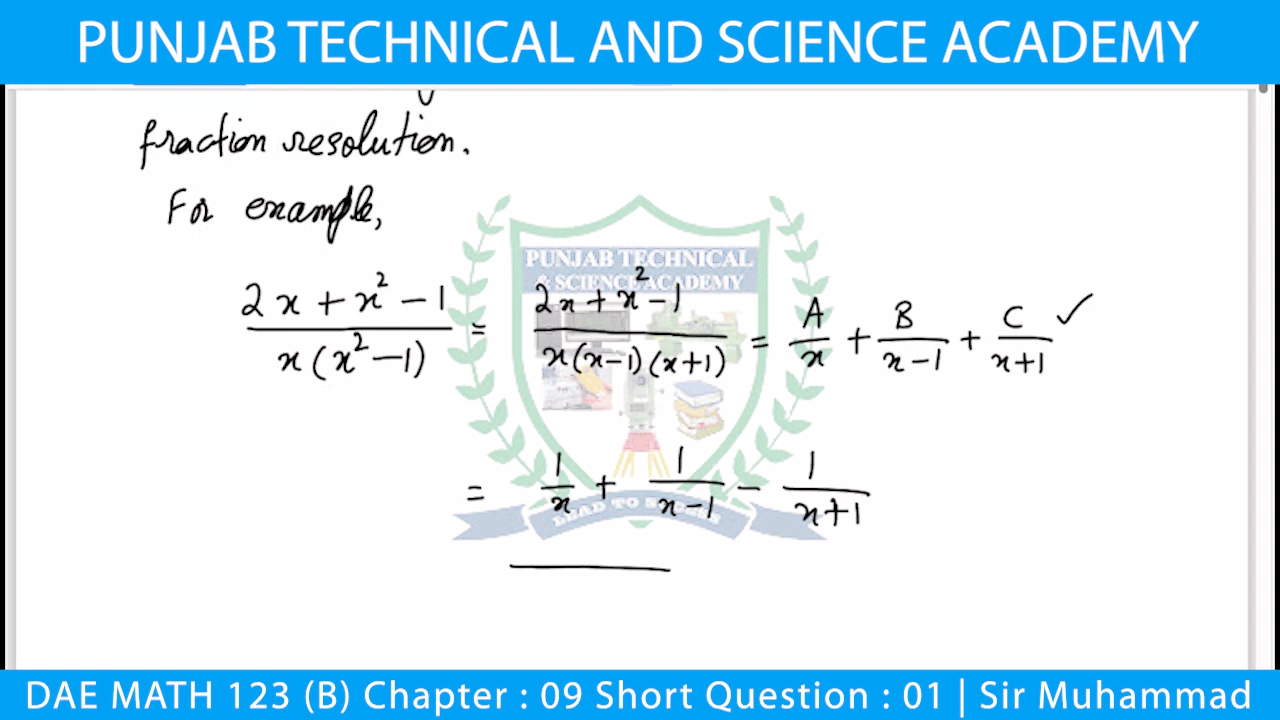 PUNJAB TECHNICAL AND SCIENCE ACADEMY
fraction resolution.
For example,
PUNJAB TECHNICAL
& SCIENCE ACADEMY
2x + x² - 1 / x(x² - 1) = 2x + x² - 1 / x(x-1)(x+1) = A/x + B/x-1 + C/x+1 ✓
= 1/x + 1/x-1 - 1/x+1
LEAD TO
DAE MATH 123 (B) Chapter : 09 Short Question : 01 | Sir Muhammad